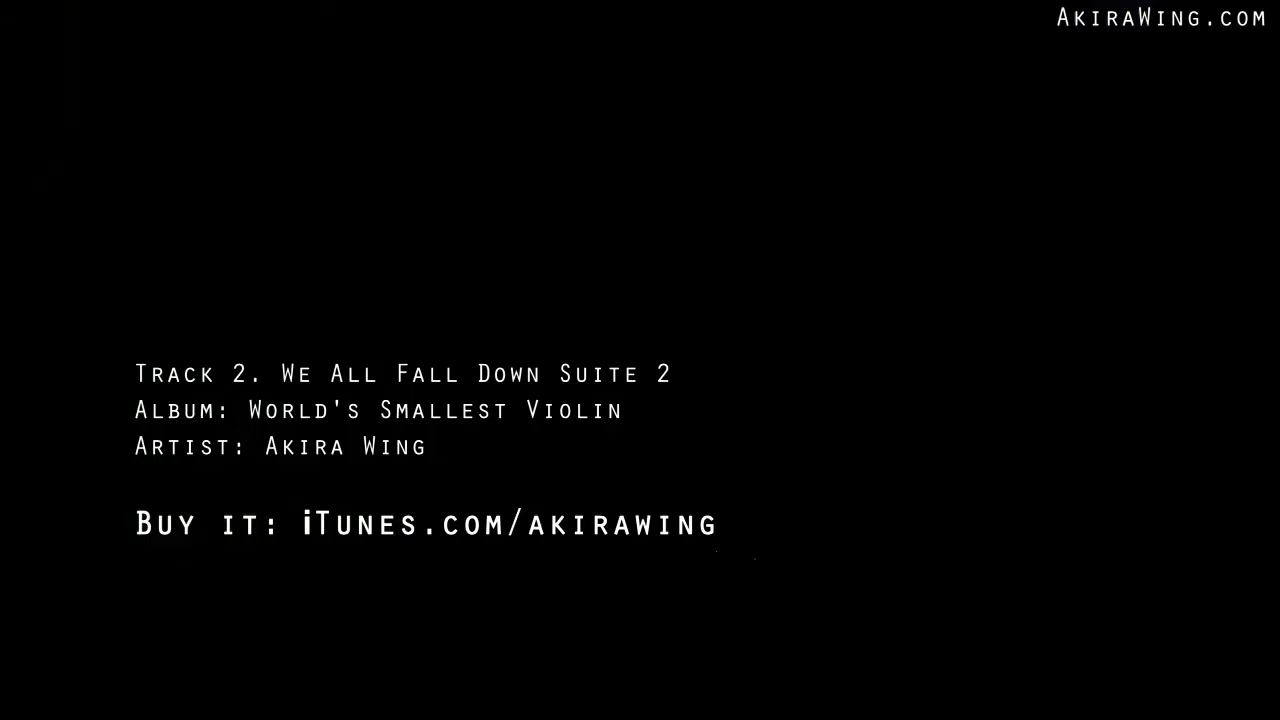 AkiraWing.com
Track 2. We All Fall Down Suite 2
Album: World's Smallest Violin
Artist: Akira Wing
Buy it: iTunes.com/akirawing